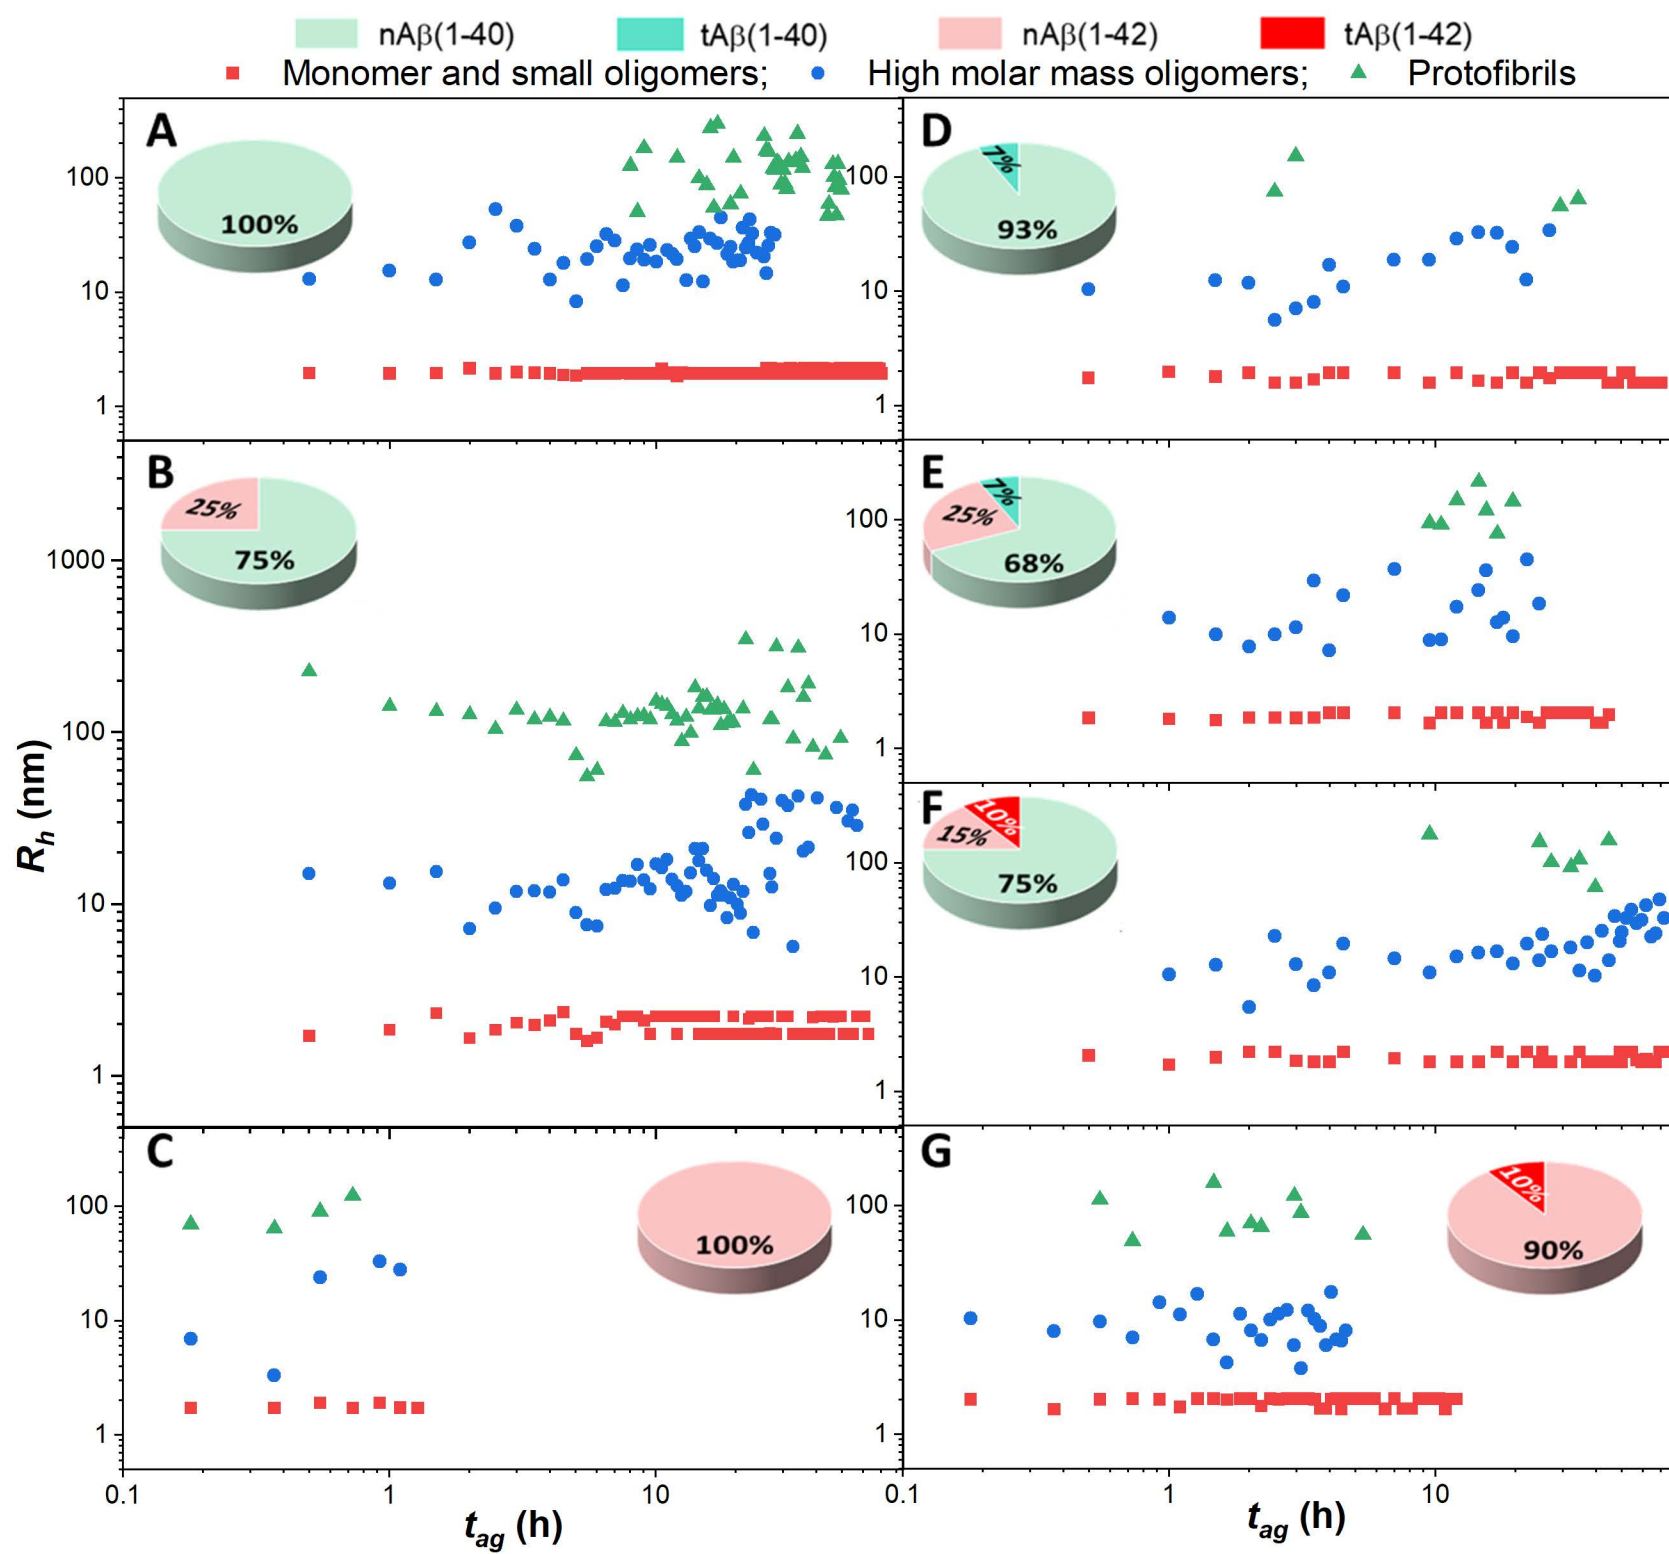 nAβ(1-40) tAβ(1-40) nAβ(1-42) tAβ(1-42)
Monomer and small oligomers; High molar mass oligomers; Protofibrils
A
100%
100
10
1
B
25%
75%
1000
100
10
1
C
100%
100
10
1
0.1 1 10
D
7%
93%
100
10
1
E
7%
25%
68%
100
10
1
F
10%
15%
75%
100
10
1
G
10%
90%
100
10
1
0.1 1 10
Rh (nm)
tag (h)
tag (h)